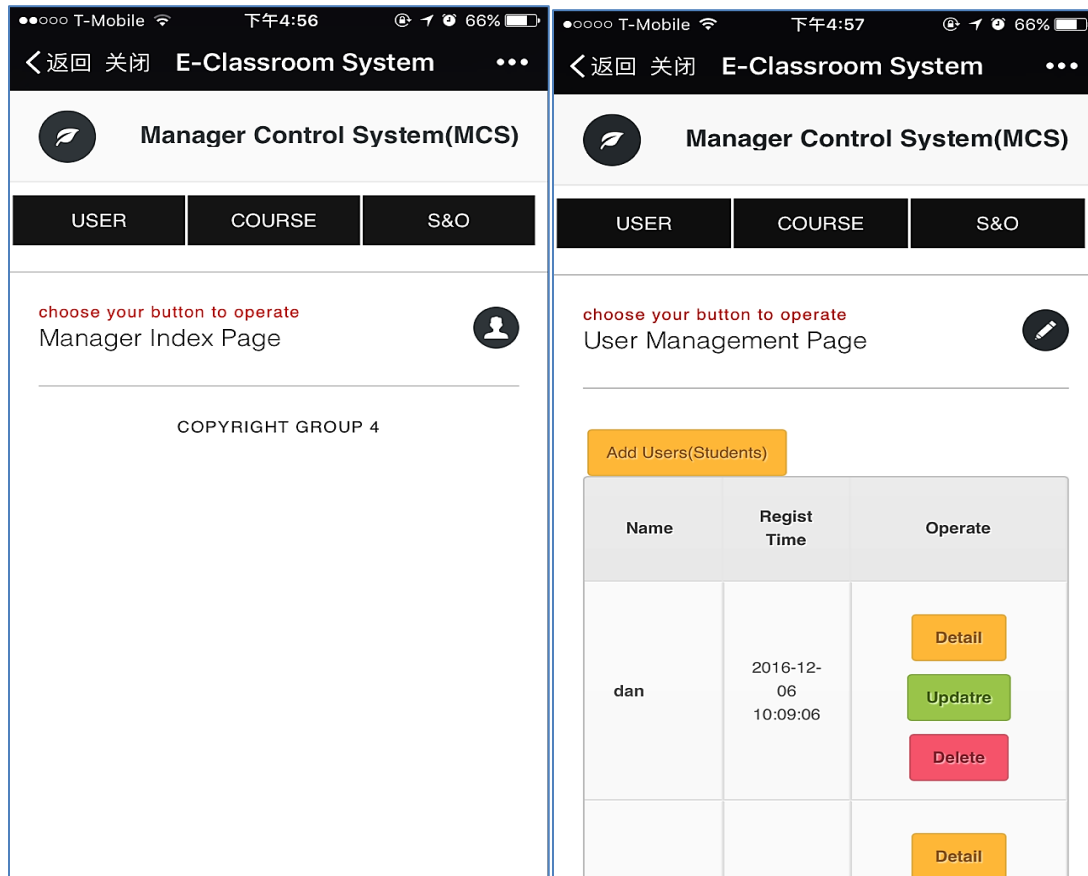 T-Mobile 下午4:56 66%
返回 关闭 E-Classroom System
Manager Control System(MCS)
USER COURSE S&O
choose your button to operate
Manager Index Page
COPYRIGHT GROUP 4
T-Mobile 下午4:57 66%
返回 关闭 E-Classroom System
Manager Control System(MCS)
USER COURSE S&O
choose your button to operate
User Management Page
Add Users(Students)
Name Regist Operate
Time
Detail
2016-12-
dan 06 Updatre
10:09:06
Delete
Detail